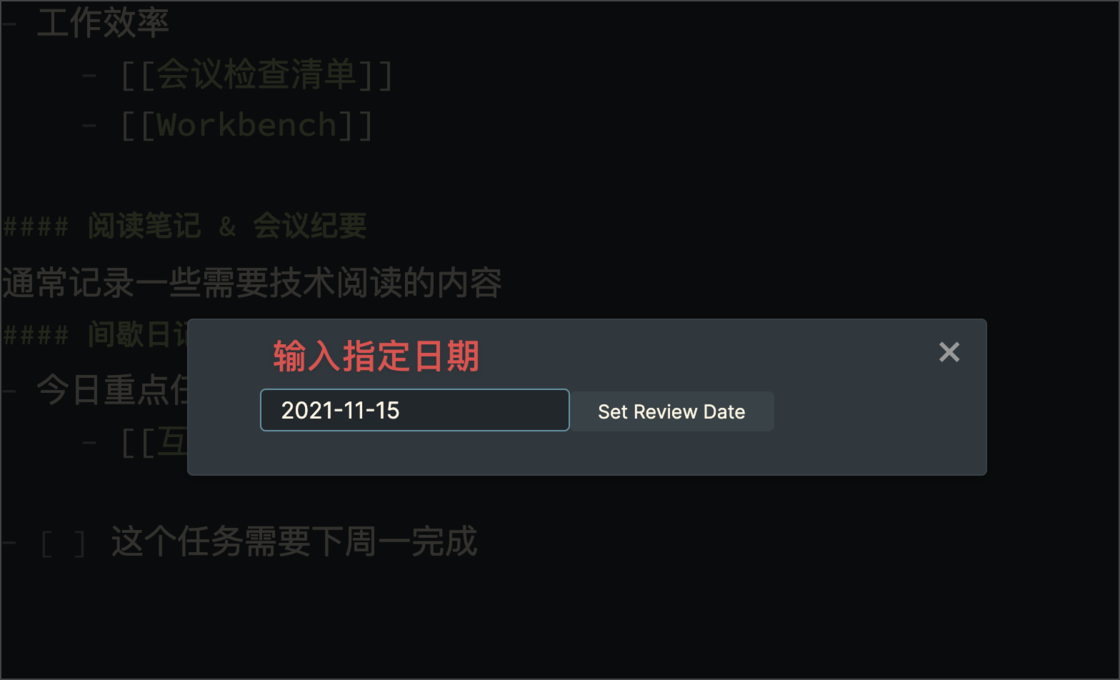 - 工作效率
- [[会议检查清单]]
- [[Workbench]]
#### 阅读笔记 & 会议纪要
通常记录一些需要技术阅读的内容
#### 间歇日记
输入指定日期
- 今日重点任
2021-11-15 Set Review Date
- [[互
- [ ] 这个任务需要下周一完成